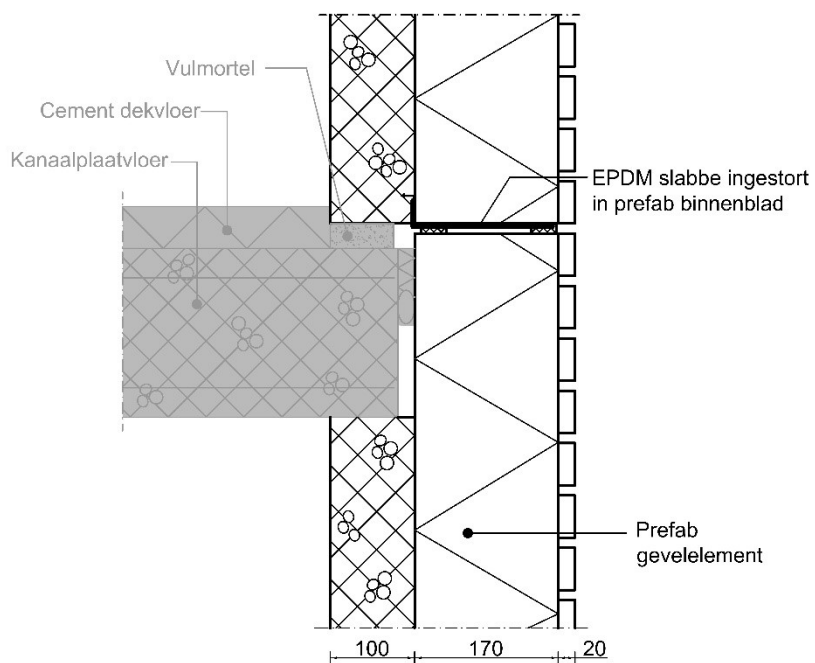 Vulmortel
Cement dekvloer
Kanaalplaatvloer
EPDM slabbe ingestort
in prefab binnenblad
Prefab
gevelelement
100 170 20